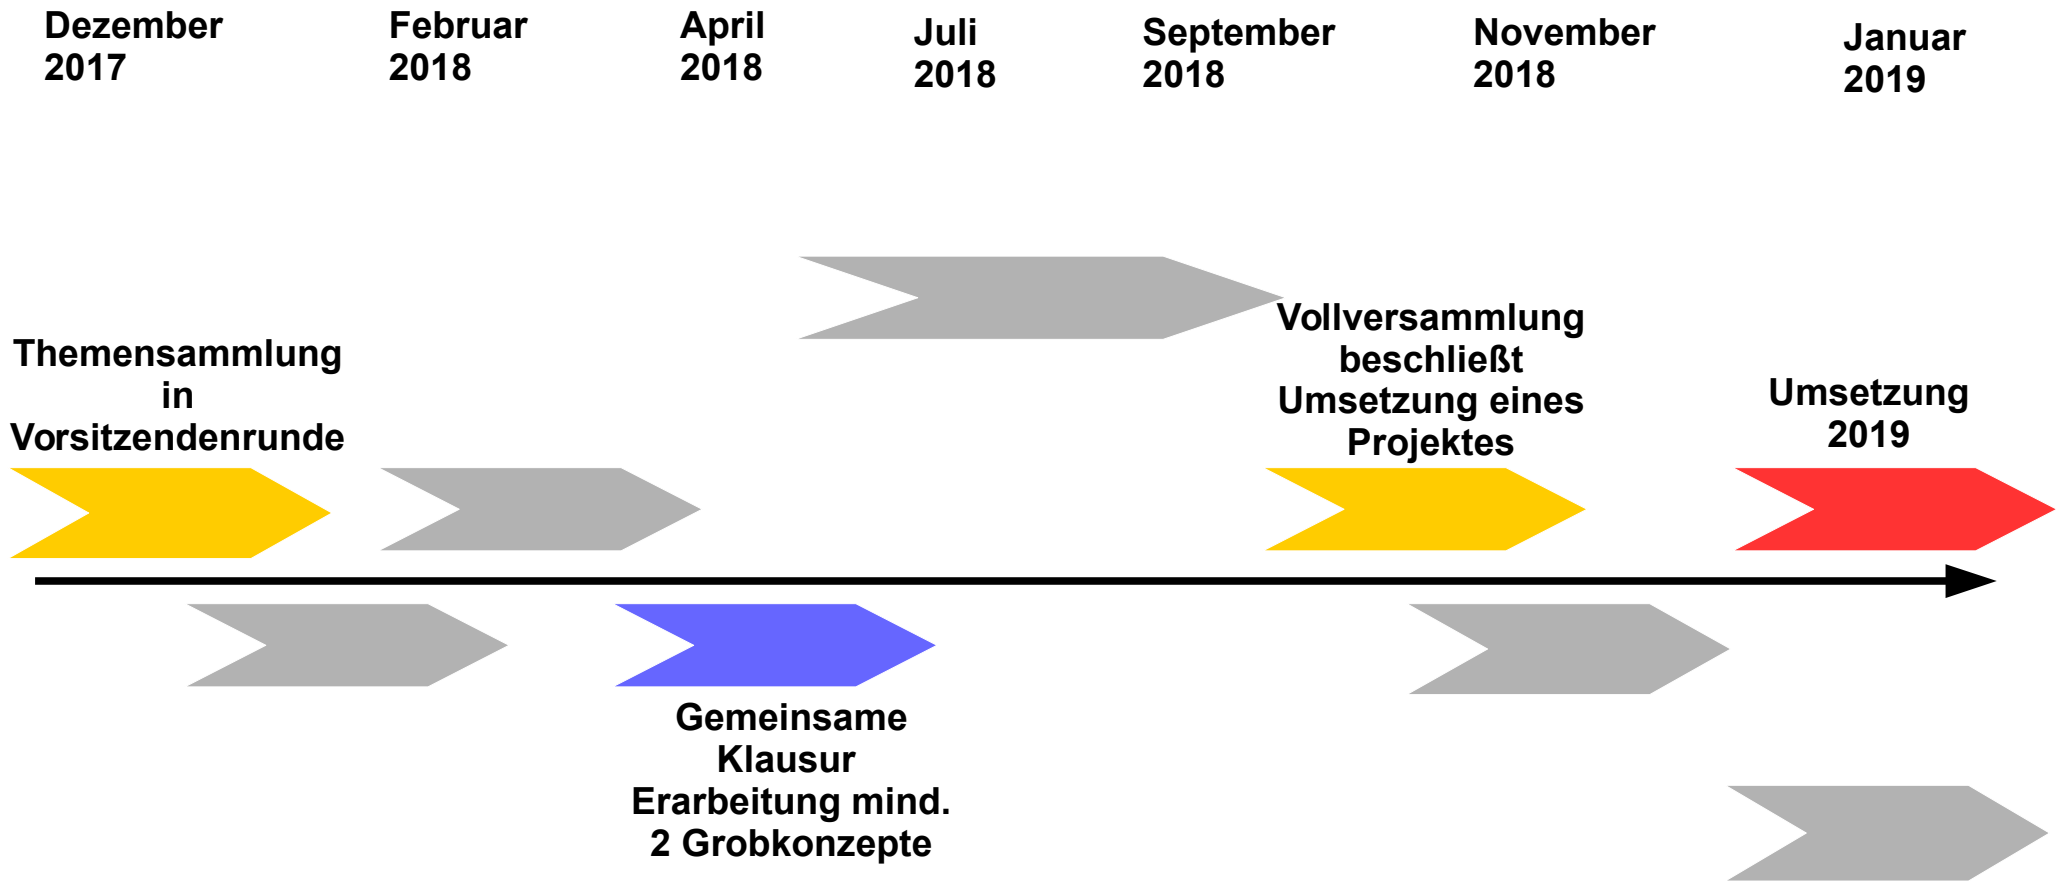 Dezember
2017
Februar
2018
April
2018
Juli
2018
September
2018
November
2018
Januar
2019
Themensammlung
in
Vorsitzendenrunde
Vollversammlung
beschließt
Umsetzung eines
Projektes
Umsetzung
2019
Gemeinsame
Klausur
Erarbeitung mind.
2 Grobkonzepte